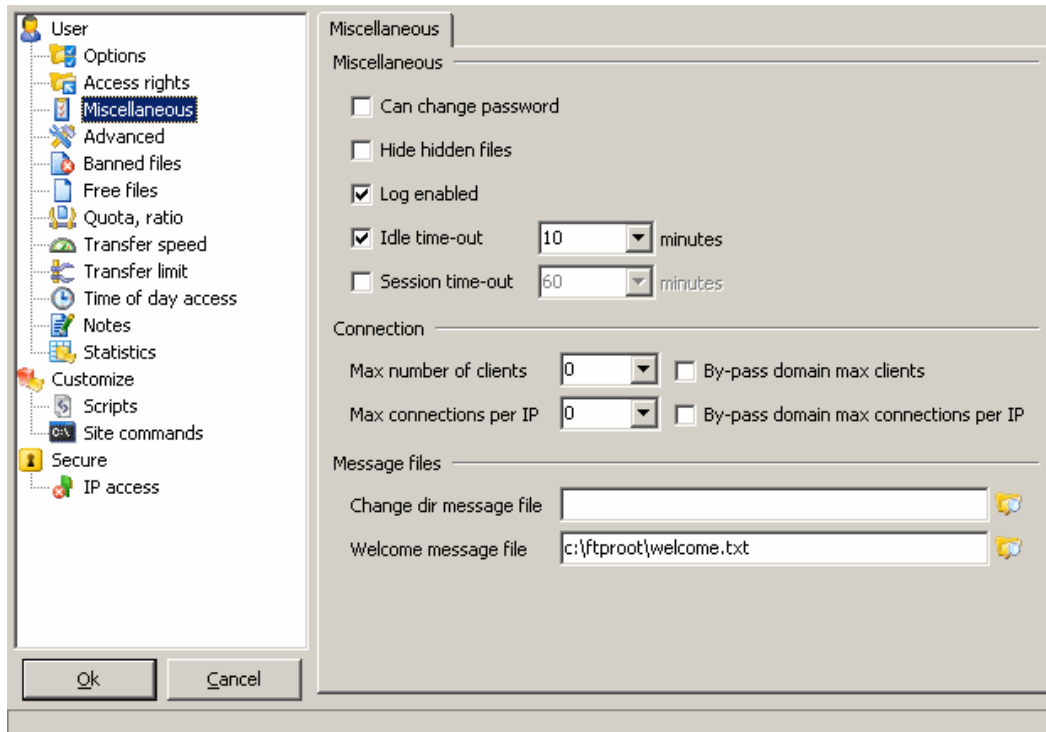 User
Options
Access rights
Miscellaneous
Advanced
Banned files
Free files
Quota, ratio
Transfer speed
Transfer limit
Time of day access
Notes
Statistics
Customize
Scripts
Site commands
Secure
IP access
Ok Cancel
Miscellaneous
Miscellaneous
Can change password
Hide hidden files
Log enabled
Idle time-out 10 minutes
Session time-out 60 minutes
Connection
Max number of clients 0 By-pass domain max clients
Max connections per IP 0 By-pass domain max connections per IP
Message files
Change dir message file
Welcome message file c:\ftproot\welcome.txt